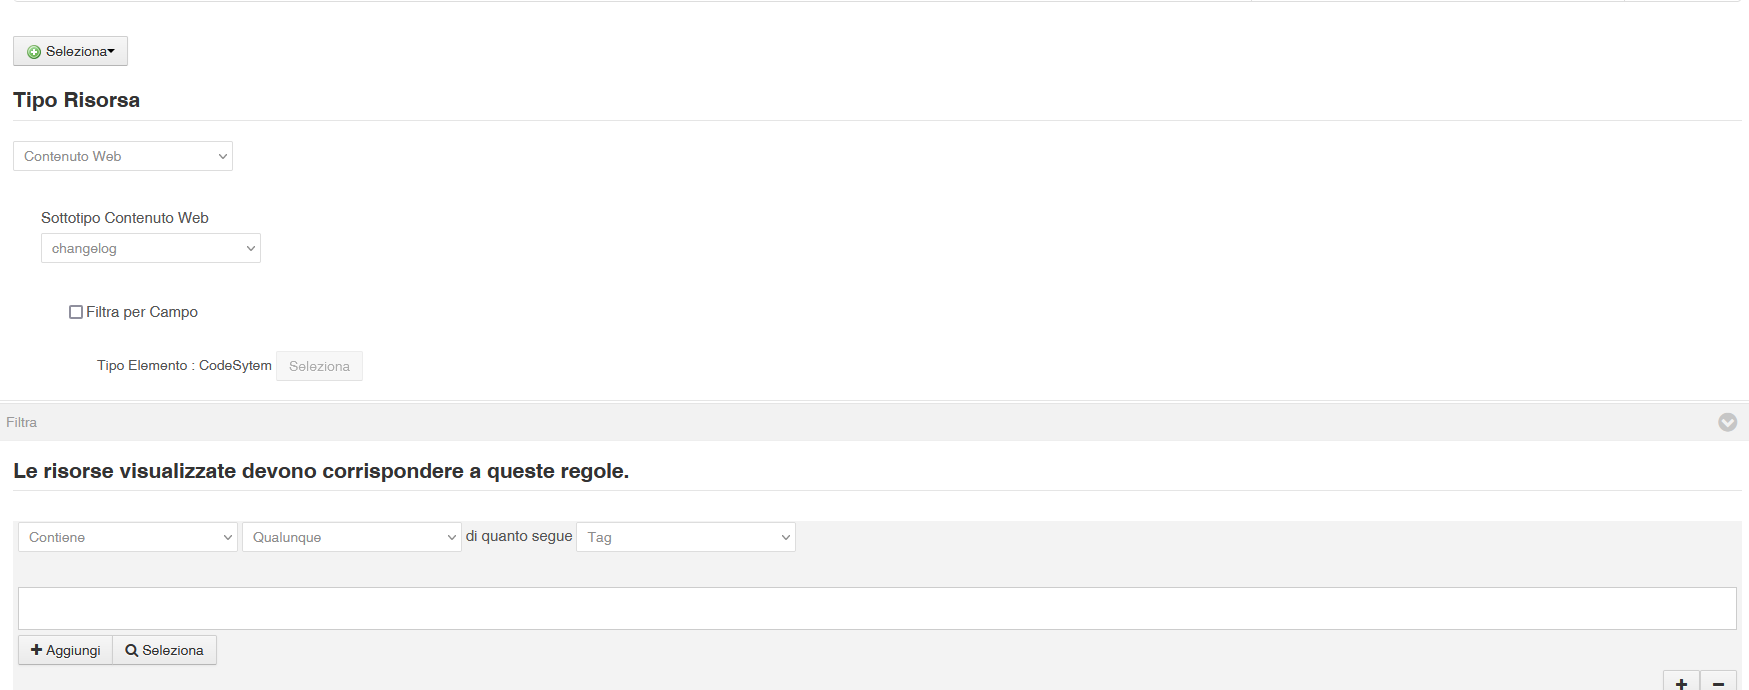 Seleziona
Tipo Risorsa
Contenuto Web
Sottotipo Contenuto Web
changelog
Filtra per Campo
Tipo Elemento : CodeSytem Seleziona
Filtra
Le risorse visualizzate devono corrispondere a queste regole.
Contiene Qualunque di quanto segue Tag
Aggiungi Seleziona